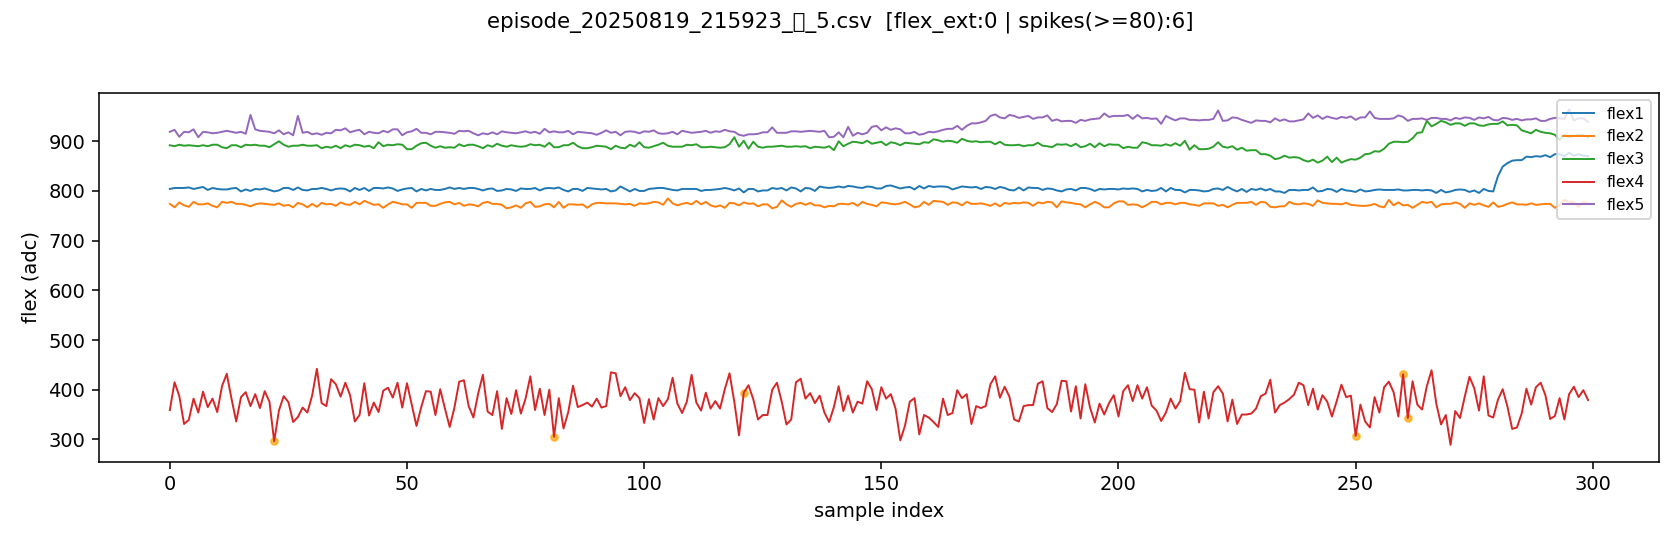 episode_20250819_215923_▯_5.csv [flex_ext:0 | spikes(>=80):6]
flex (adc)
900
800
700
600
500
400
300
flex1
flex2
flex3
flex4
flex5
0
50
100
150
200
250
300
sample index